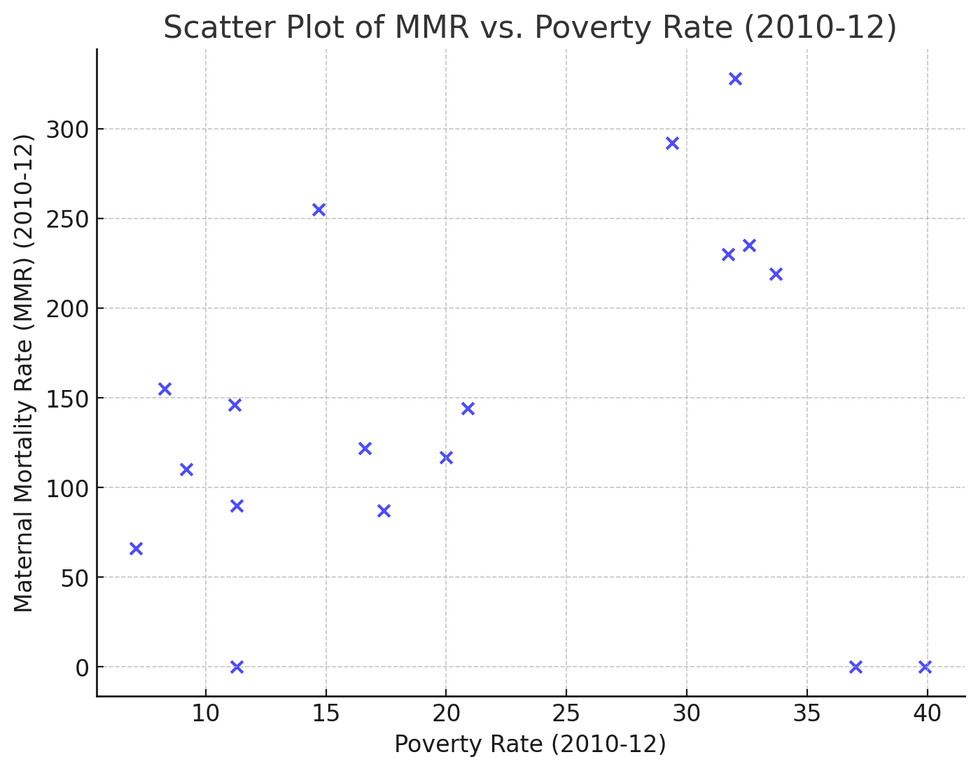 Scatter Plot of MMR vs. Poverty Rate (2010-12)
Maternal Mortality Rate (MMR) (2010-12)
300
250
200
150
100
50
0
10 15 20 25 30 35 40
Poverty Rate (2010-12)